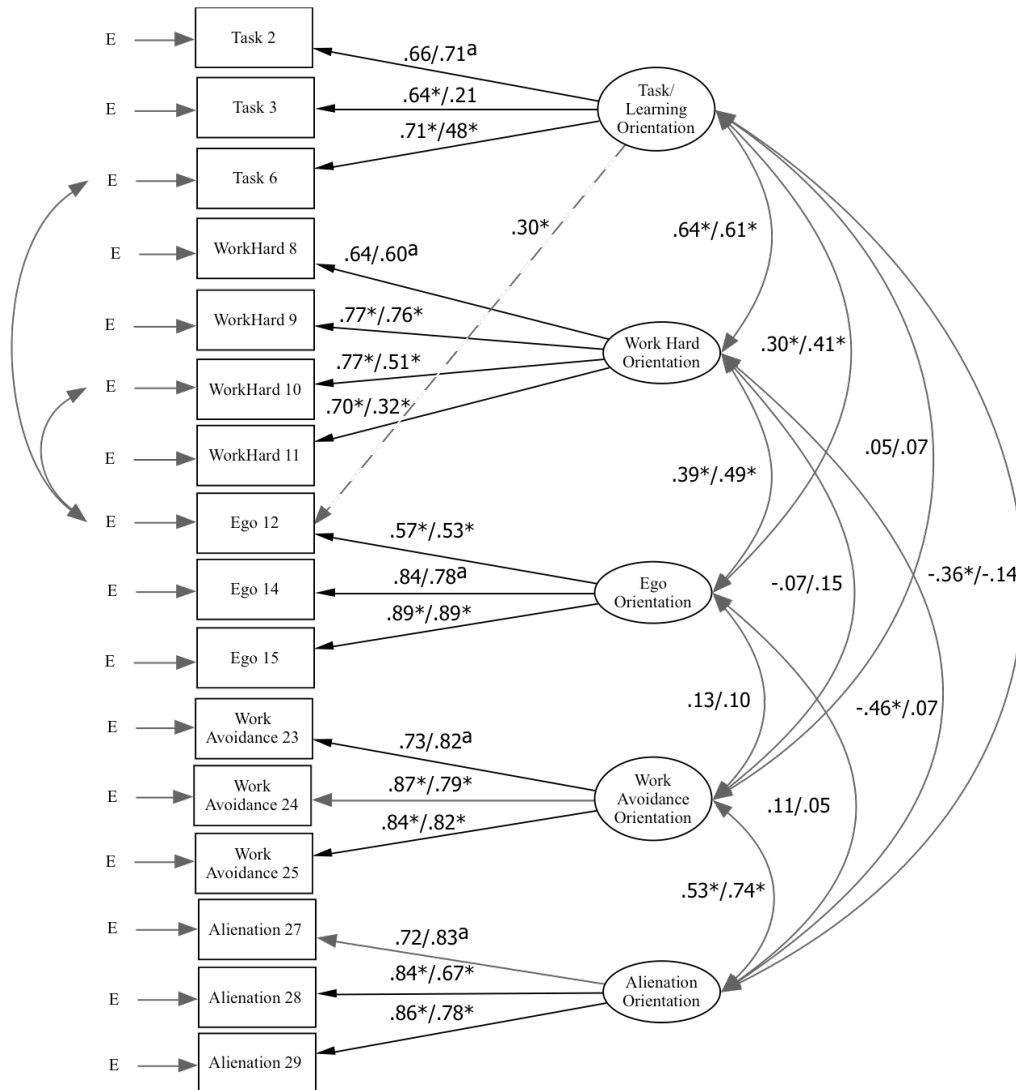 E
Task 2
.66/.71a
E
Task 3
.64*/.21
Task/
Learning
Orientation
E
Task 6
.71*/48*
.30*
.64*/.61*
E
WorkHard 8
.64/.60a
E
WorkHard 9
.77*/.76*
Work Hard
Orientation
.30*/.41*
E
WorkHard 10
.77*/.51*
.70*/.32*
E
WorkHard 11
.39*/.49*
.05/.07
E
Ego 12
.57*/.53*
E
Ego 14
.84/.78a
Ego
Orientation
-.07/.15
-.36*/-.14
E
Ego 15
.89*/.89*
.13/.10
-.46*/.07
E
Work
Avoidance 23
.73/.82a
E
Work
Avoidance 24
.87*/.79*
Work
Avoidance
Orientation
.11/.05
E
Work
Avoidance 25
.84*/.82*
.53*/.74*
E
Alienation 27
.72/.83a
E
Alienation 28
.84*/.67*
Alienation
Orientation
E
Alienation 29
.86*/.78*